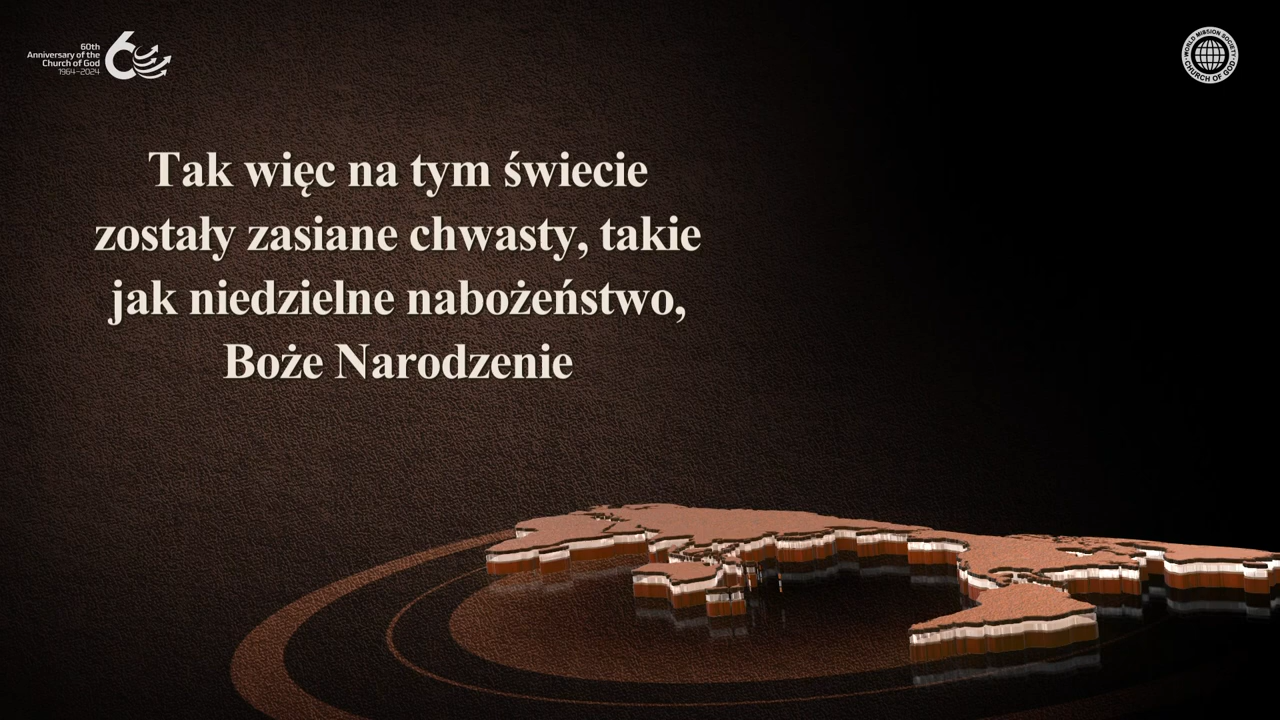 60th
Anniversary of the
Church of God
1964–2024
60
WORLD MISSION SOCIETY
CHURCH OF GOD
Tak więc na tym świecie
zostały zasiane chwasty, takie
jak niedzielne nabożeństwo,
Boże Narodzenie